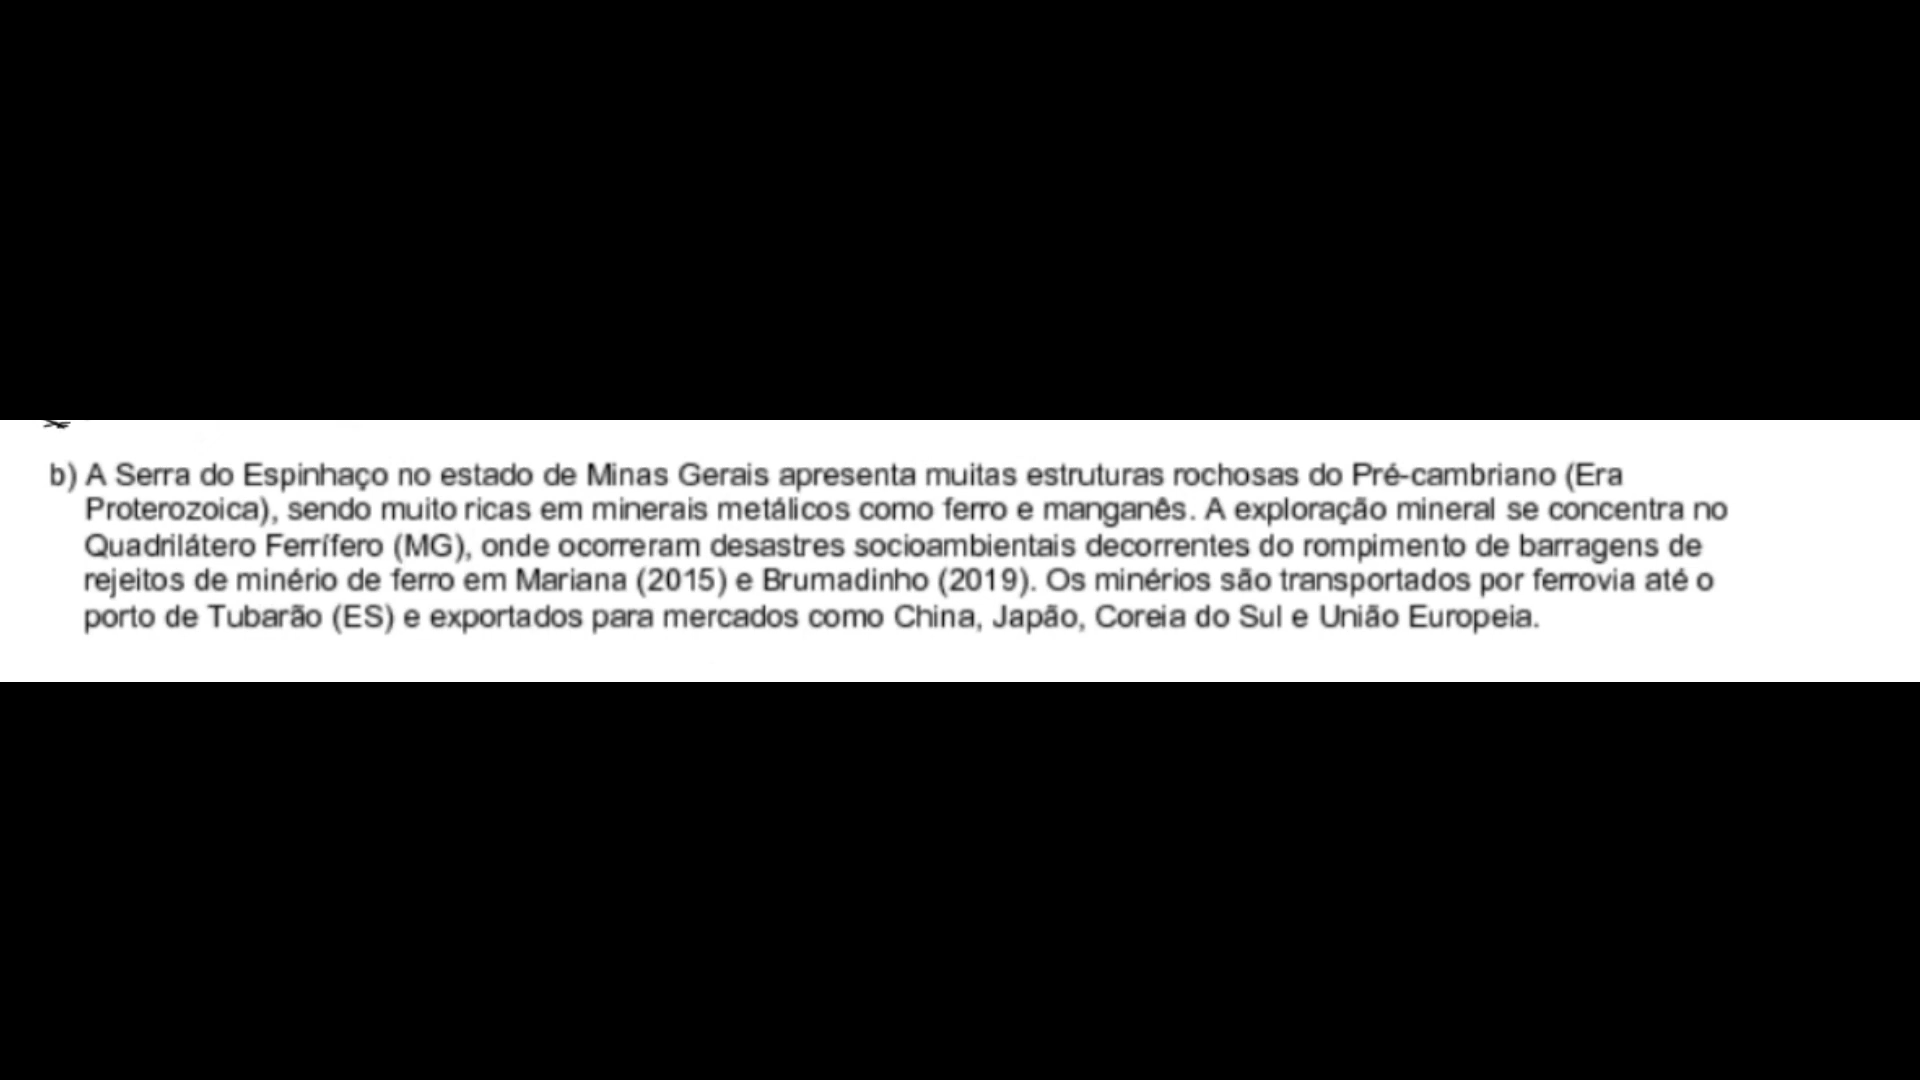 b) A Serra do Espinhaço no estado de Minas Gerais apresenta muitas estruturas rochosas do Pré-cambriano (Era
Proterozoica), sendo muito ricas em minerais metálicos como ferro e manganês. A exploração mineral se concentra no
Quadrilátero Ferrífero (MG), onde ocorreram desastres socioambientais decorrentes do rompimento de barragens de
rejeitos de minério de ferro em Mariana (2015) e Brumadinho (2019). Os minérios são transportados por ferrovia até o
porto de Tubarão (ES) e exportados para mercados como China, Japão, Coreia do Sul e União Europeia.